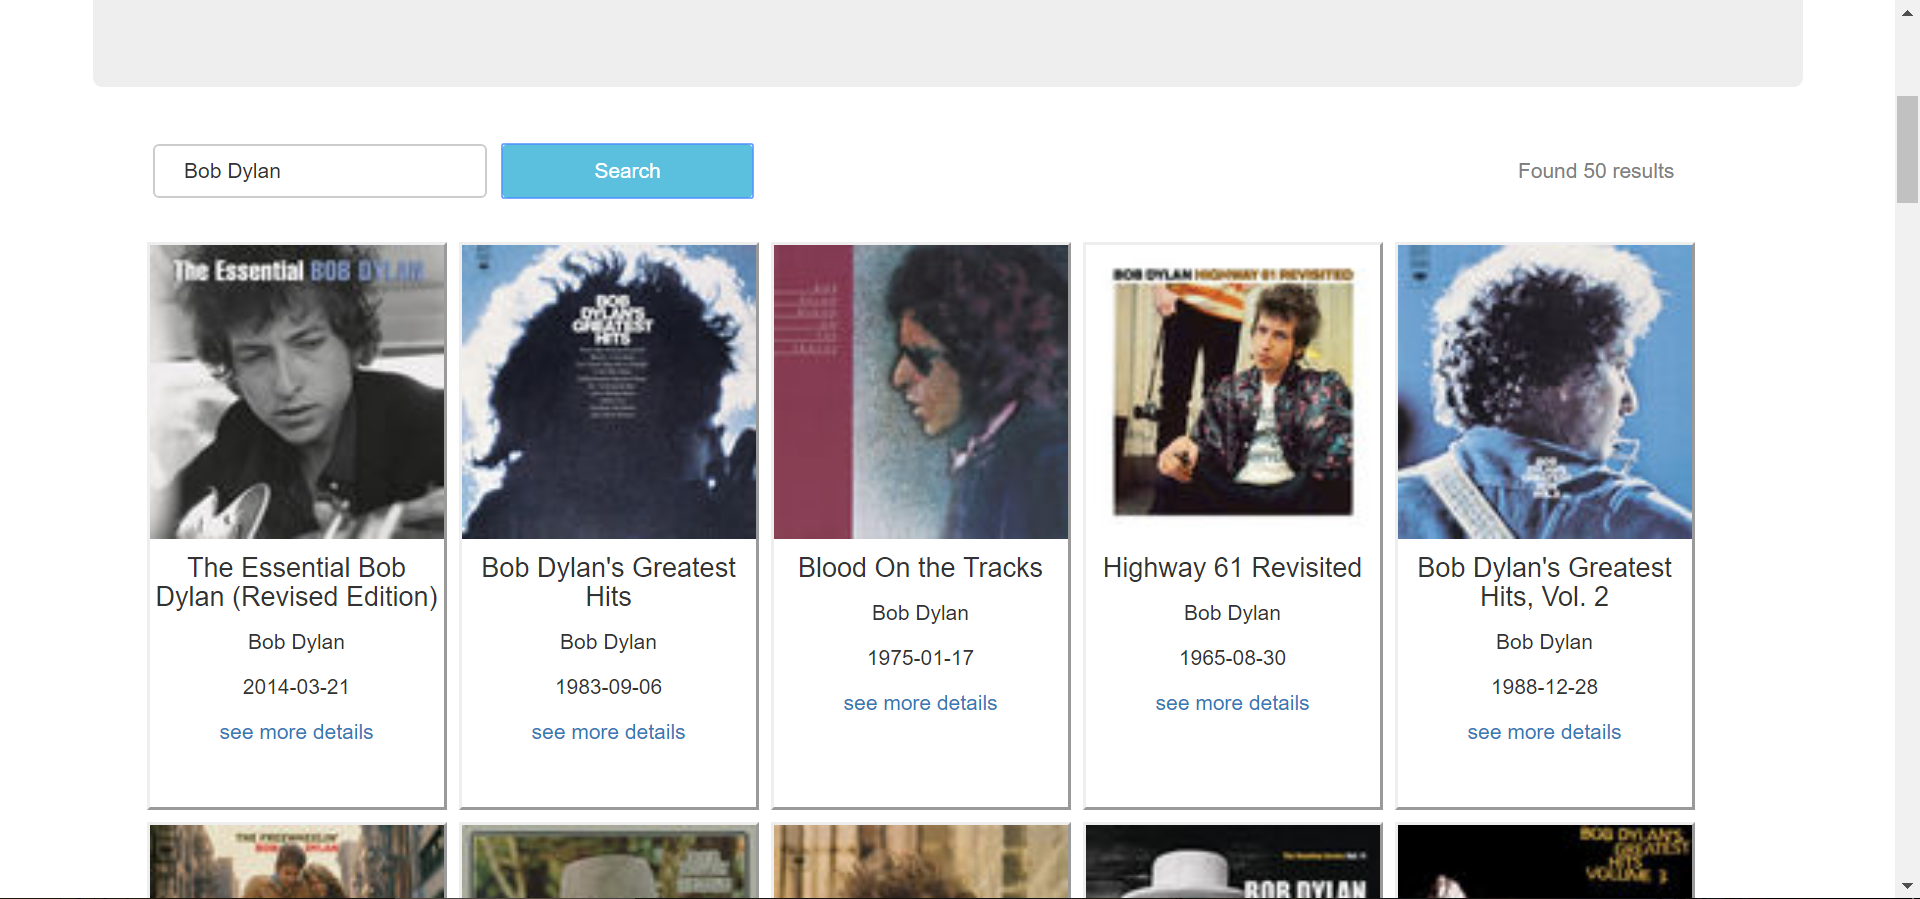 Bob Dylan
Search
Found 50 results
The Essential BOB DYLAN
BOB
DYLAN'S
GREATEST
HITS
BOB DYLAN HIGHWAY 61 REVISITED
The Essential Bob
Dylan (Revised Edition)
Bob Dylan
2014-03-21
see more details
Bob Dylan's Greatest
Hits
Bob Dylan
1983-09-06
see more details
Blood On the Tracks
Bob Dylan
1975-01-17
see more details
Highway 61 Revisited
Bob Dylan
1965-08-30
see more details
Bob Dylan's Greatest
Hits, Vol. 2
Bob Dylan
1988-12-28
see more details
THE FREEWHEELIN'
BOB DYLAN
BOB DYLAN
BOB DYLAN'S
GREATEST
HITS
VOLUME 3